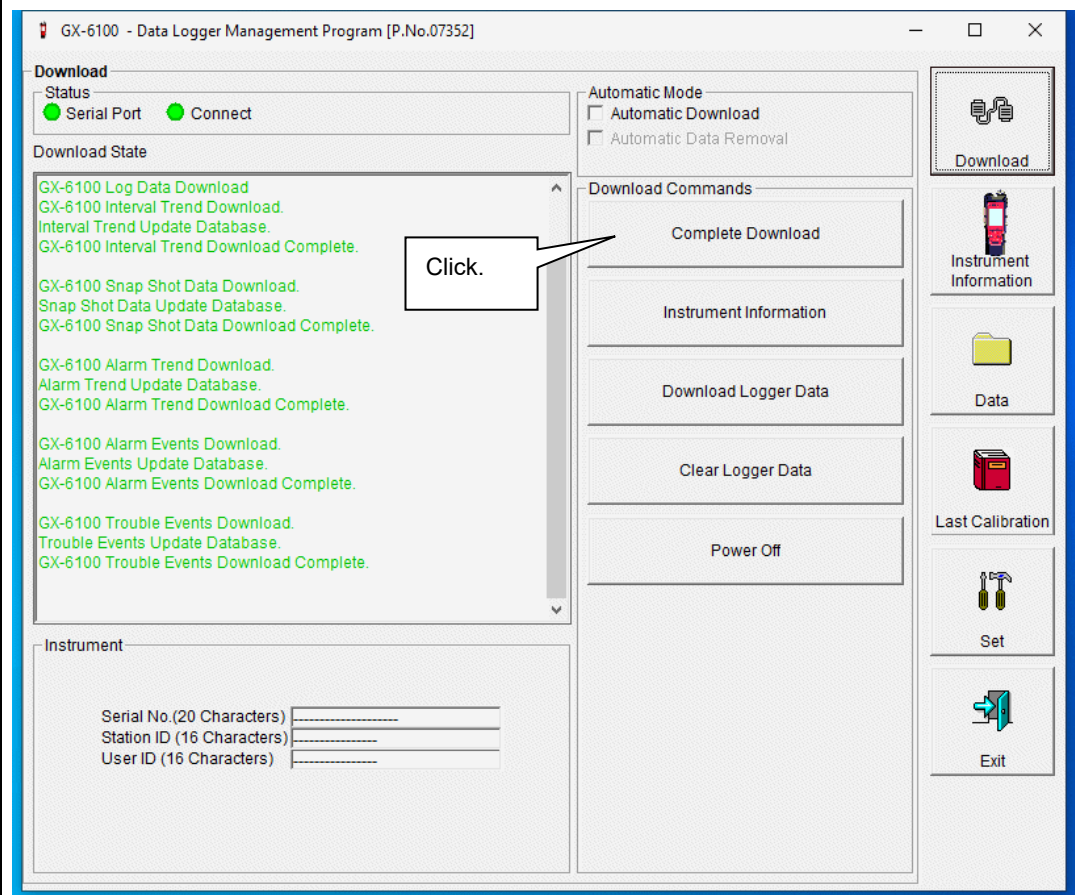 GX-6100 - Data Logger Management Program [P.No.07352]
Download
Status
Serial Port
Connect
Download State
GX-6100 Log Data Download
GX-6100 Interval Trend Download.
Interval Trend Update Database.
GX-6100 Interval Trend Download Complete.
GX-6100 Snap Shot Data Download.
Snap Shot Data Update Database.
GX-6100 Snap Shot Data Download Complete.
GX-6100 Alarm Trend Download.
Alarm Trend Update Database.
GX-6100 Alarm Trend Download Complete.
GX-6100 Alarm Events Download.
Alarm Events Update Database.
GX-6100 Alarm Events Download Complete.
GX-6100 Trouble Events Download.
Trouble Events Update Database.
GX-6100 Trouble Events Download Complete.
Click.
Instrument
Serial No.(20 Characters) --------------------
Station ID (16 Characters) ----------------
User ID (16 Characters) ----------------
Automatic Mode
Automatic Download
Automatic Data Removal
Download Commands
Complete Download
Instrument Information
Download Logger Data
Clear Logger Data
Power Off
Download
Instrument
Information
Data
Last Calibration
Set
Exit